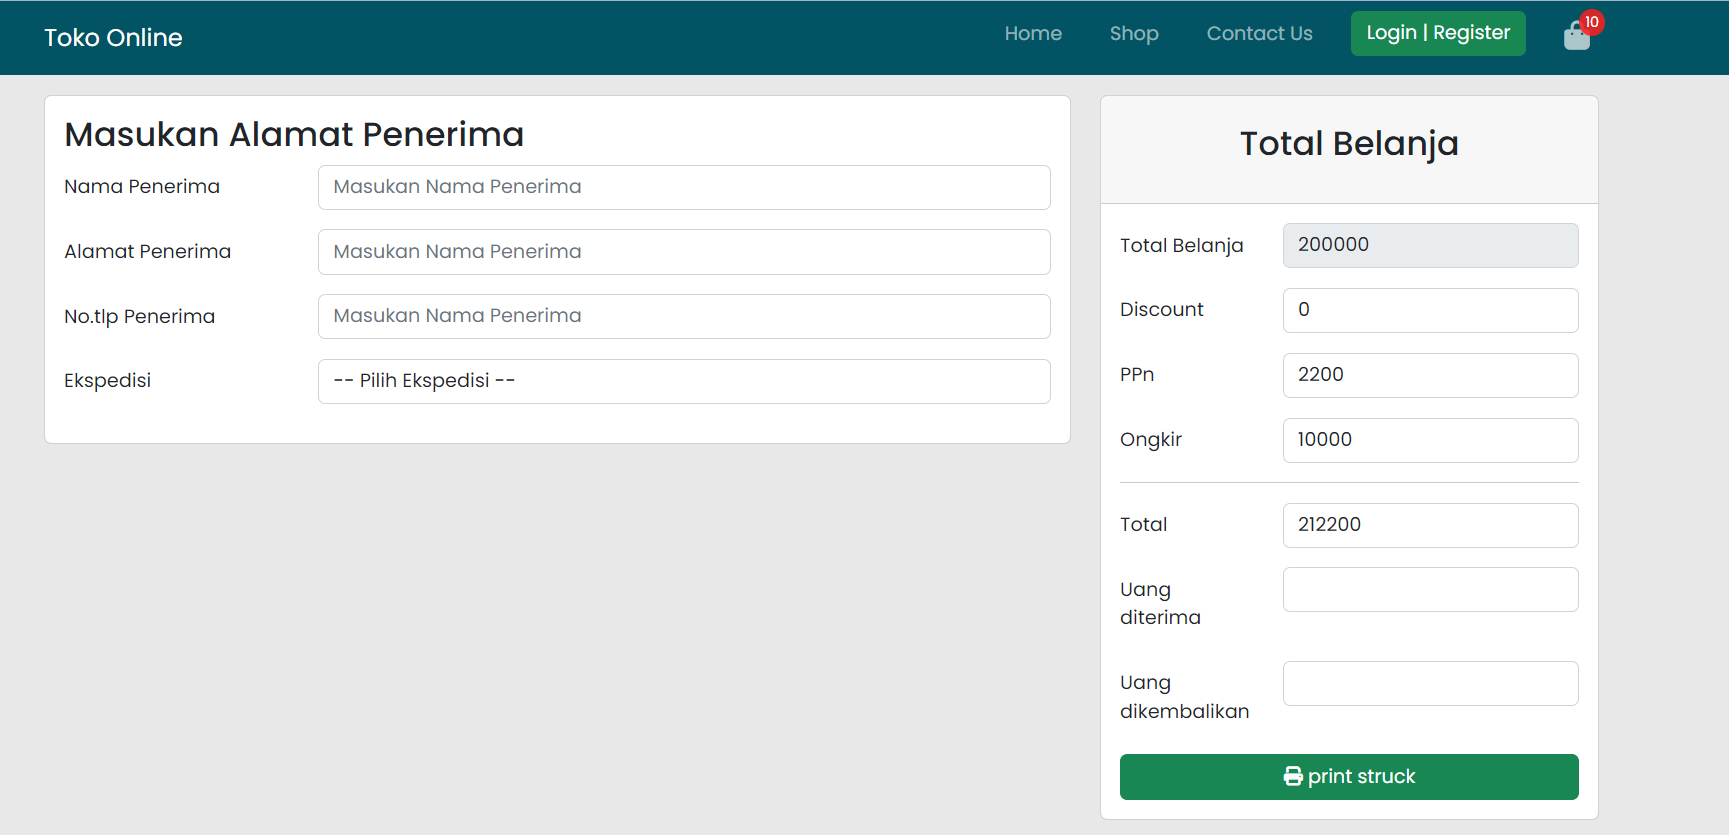 Toko Online
Home
Shop
Contact Us
Login | Register
10
Masukan Alamat Penerima
Nama Penerima
Masukan Nama Penerima
Alamat Penerima
Masukan Nama Penerima
No.tlp Penerima
Masukan Nama Penerima
Ekspedisi
-- Pilih Ekspedisi --
Total Belanja
Total Belanja
200000
Discount
0
PPn
2200
Ongkir
10000
Total
212200
Uang
diterima
Uang
dikembalikan
print struck